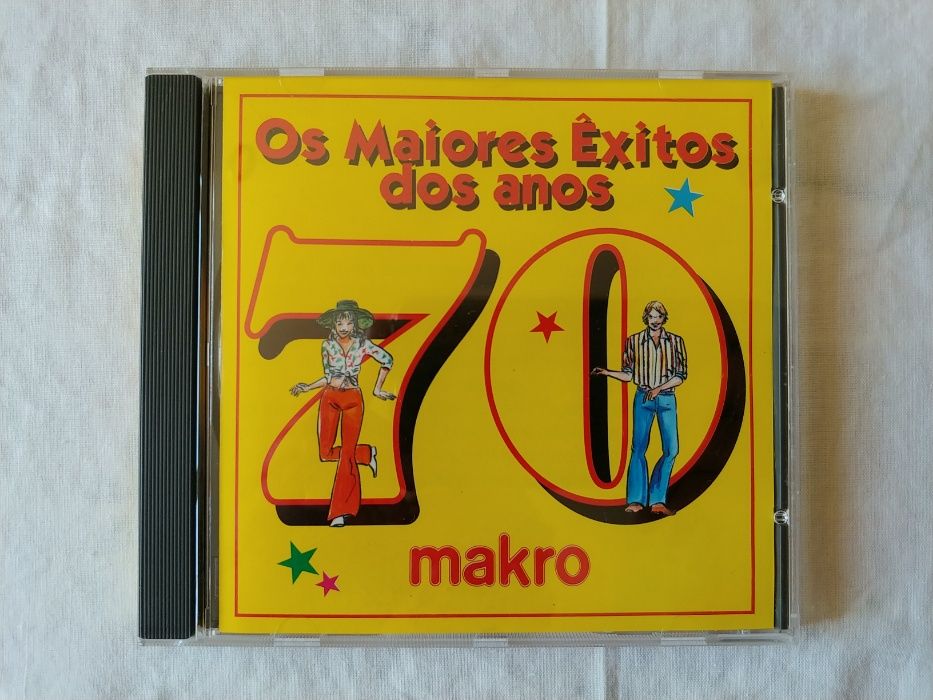 Os Maiores Êxitos
dos anos
70
makro